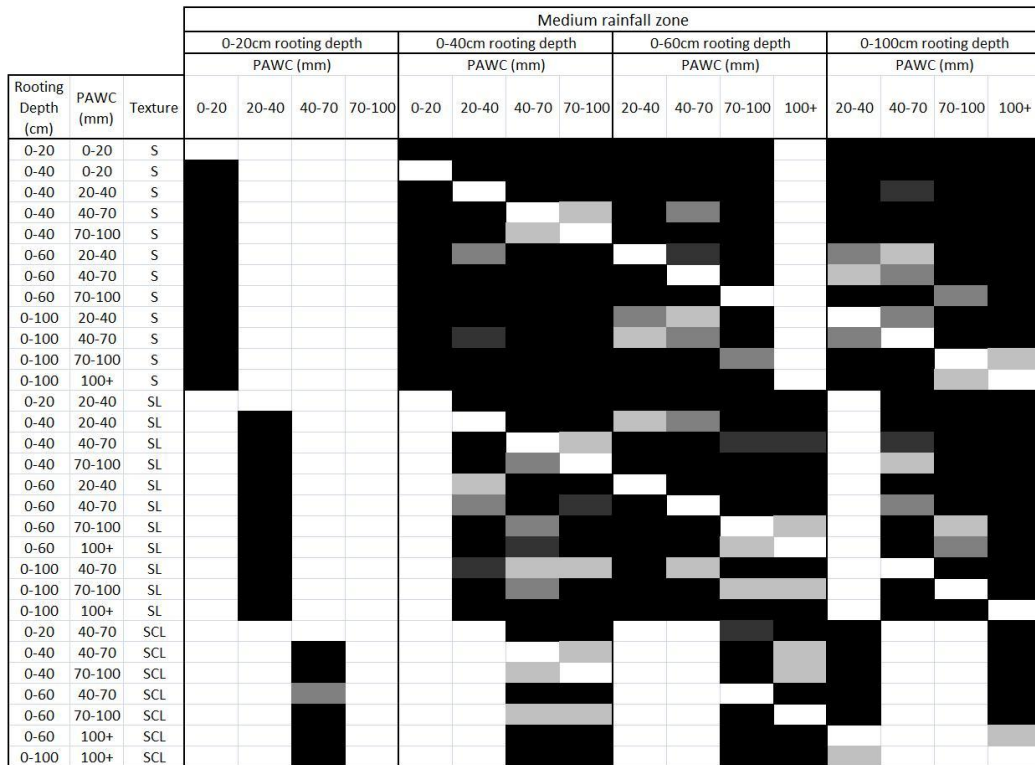 Medium rainfall zone
0-20cm rooting depth 0-40cm rooting depth 0-60cm rooting depth 0-100cm rooting depth
PAWC (mm) PAWC (mm) PAWC (mm) PAWC (mm)
Rooting Depth (cm) PAWC (mm) Texture 0-20 20-40 40-70 70-100 0-20 20-40 40-70 70-100 20-40 40-70 70-100 100+ 20-40 40-70 70-100 100+
0-20 0-20 S
0-40 0-20 S
0-40 20-40 S
0-40 40-70 S
0-40 70-100 S
0-60 20-40 S
0-60 40-70 S
0-60 70-100 S
0-100 20-40 S
0-100 40-70 S
0-100 70-100 S
0-100 100+ S
0-20 20-40 SL
0-40 20-40 SL
0-40 40-70 SL
0-40 70-100 SL
0-60 20-40 SL
0-60 40-70 SL
0-60 70-100 SL
0-60 100+ SL
0-100 40-70 SL
0-100 70-100 SL
0-100 100+ SL
0-20 40-70 SCL
0-40 40-70 SCL
0-40 70-100 SCL
0-60 40-70 SCL
0-60 70-100 SCL
0-60 100+ SCL
0-100 100+ SCL